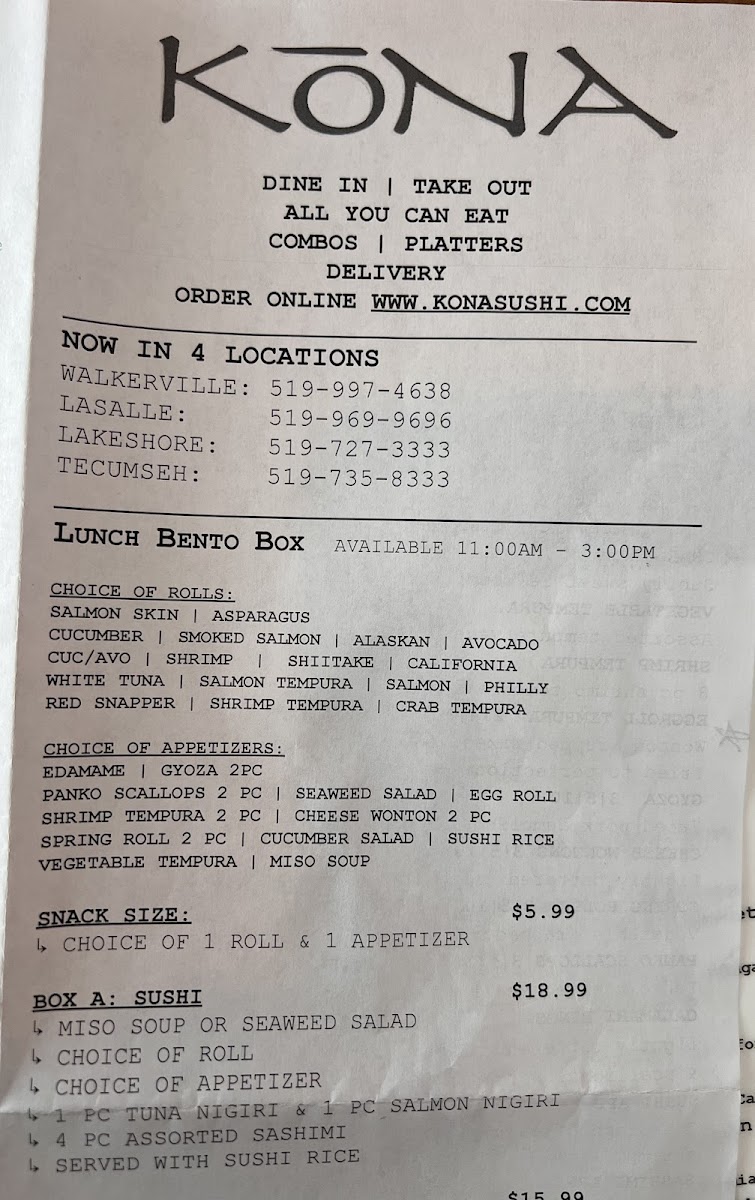 KŌNA
DINE IN | TAKE OUT
ALL YOU CAN EAT
COMBOS | PLATTERS
DELIVERY
ORDER ONLINE WWW.KONASUSHI.COM
NOW IN 4 LOCATIONS
WALKERVILLE: 519-997-4638
LASALLE: 519-969-9696
LAKESHORE: 519-727-3333
TECUMSEH: 519-735-8333
LUNCH BENTO BOX AVAILABLE 11:00AM - 3:00PM
CHOICE OF ROLLS:
SALMON SKIN | ASPARAGUS
CUCUMBER | SMOKED SALMON | ALASKAN | AVOCADO
CUC/AVO | SHRIMP | SHIITAKE | CALIFORNIA
WHITE TUNA | SALMON TEMPURA | SALMON | PHILLY
RED SNAPPER | SHRIMP TEMPURA | CRAB TEMPURA
CHOICE OF APPETIZERS:
EDAMAME | GYOZA 2PC
PANKO SCALLOPS 2 PC | SEAWEED SALAD | EGG ROLL
SHRIMP TEMPURA 2 PC | CHEESE WONTON 2 PC
SPRING ROLL 2 PC | CUCUMBER SALAD | SUSHI RICE
VEGETABLE TEMPURA | MISO SOUP
SNACK SIZE: $5.99
↳ CHOICE OF 1 ROLL & 1 APPETIZER
BOX A: SUSHI $18.99
↳ MISO SOUP OR SEAWEED SALAD
↳ CHOICE OF ROLL
↳ CHOICE OF APPETIZER
↳ 1 PC TUNA NIGIRI & 1 PC SALMON NIGIRI
↳ 4 PC ASSORTED SASHIMI
↳ SERVED WITH SUSHI RICE
$15.99